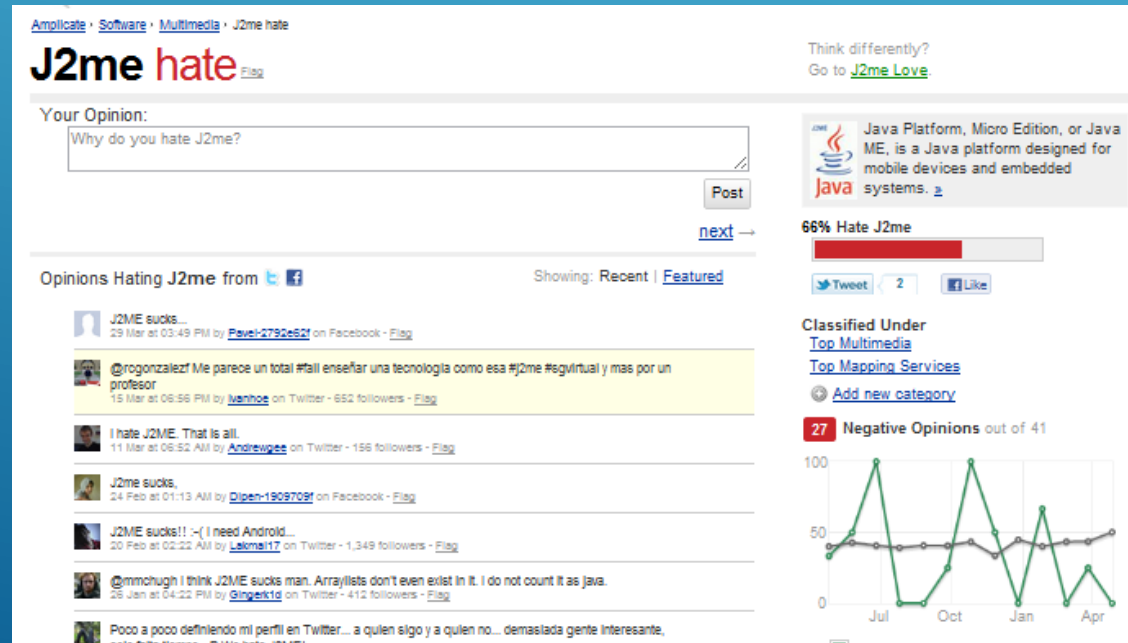 Amplicate · Software · Multimedia · J2me hate
J2me hate Flag
Think differently?
Go to J2me Love.
Your Opinion:
Why do you hate J2me?
Post
next →
Opinions Hating J2me from
Showing: Recent | Featured
J2ME sucks...
29 Mar at 03:49 PM by Pavel-2792e62f on Facebook - Flag
@rcgonzalezf Me parece un total #fail enseñar una tecnología como esa #j2me #sgvirtual y mas por un
profesor
15 Mar at 06:56 PM by Ivanhoe on Twitter - 652 followers - Flag
I hate J2ME. That is all.
11 Mar at 06:52 AM by Andrewgee on Twitter - 156 followers - Flag
J2me sucks,
24 Feb at 01:13 AM by Dipen-1909709f on Facebook - Flag
J2ME sucks!! :-( I need Android...
20 Feb at 02:22 AM by Lakmal17 on Twitter - 1,349 followers - Flag
@mmchugh I think J2ME sucks man. Arraylists don't even exist in it. I do not count it as java.
26 Jan at 04:22 PM by Gingerk1d on Twitter - 412 followers - Flag
Poco a poco definiendo mi perfil en Twitter... a quien sigo y a quien no... demasiada gente interesante,
Java
Java Platform, Micro Edition, or Java
ME, is a Java platform designed for
mobile devices and embedded
systems. »
66% Hate J2me
Tweet 2 Like
Classified Under
Top Multimedia
Top Mapping Services
Add new category
27 Negative Opinions out of 41
100
50
0
Jul Oct Jan Apr